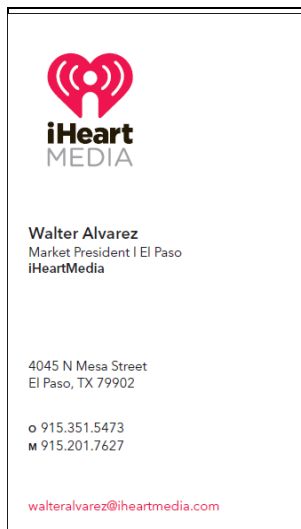 iHeart
MEDIA
Walter Alvarez
Market President | El Paso
iHeartMedia
4045 N Mesa Street
El Paso, TX 79902
O 915.351.5473
M 915.201.7627
walteralvarez@iheartmedia.com